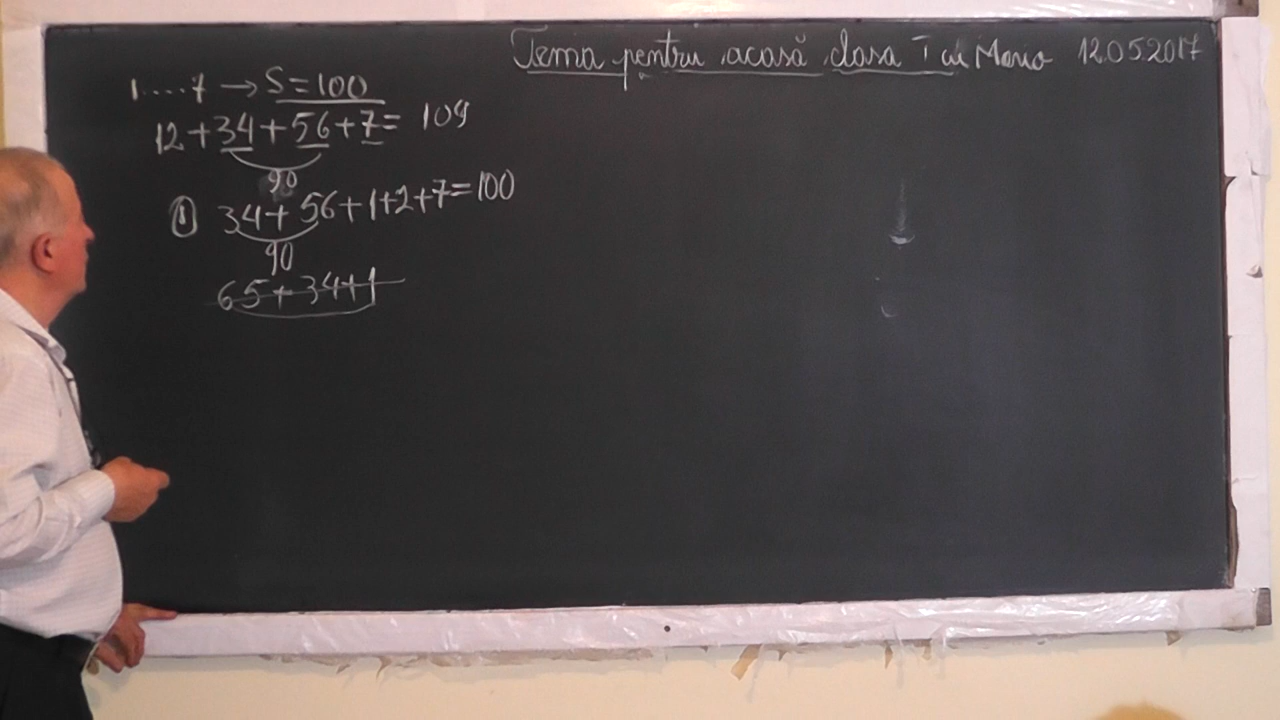 Tema pentru acasă clasa I cu Maria 12.05.2017
1....7 → S=100
12+34+56+7= 109
90
① 34+56+1+2+7=100
90
65+34+1